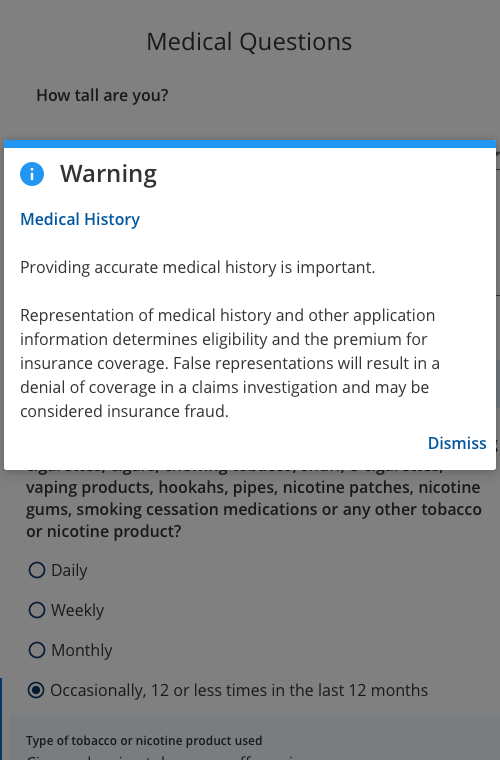 Medical Questions
How tall are you?
Warning
Medical History
Providing accurate medical history is important.
Representation of medical history and other application
information determines eligibility and the premium for
insurance coverage. False representations will result in a
denial of coverage in a claims investigation and may be
considered insurance fraud.
Dismiss
vaping products, hookahs, pipes, nicotine patches, nicotine
gums, smoking cessation medications or any other tobacco
or nicotine product?
Daily
Weekly
Monthly
Occasionally, 12 or less times in the last 12 months
Type of tobacco or nicotine product used